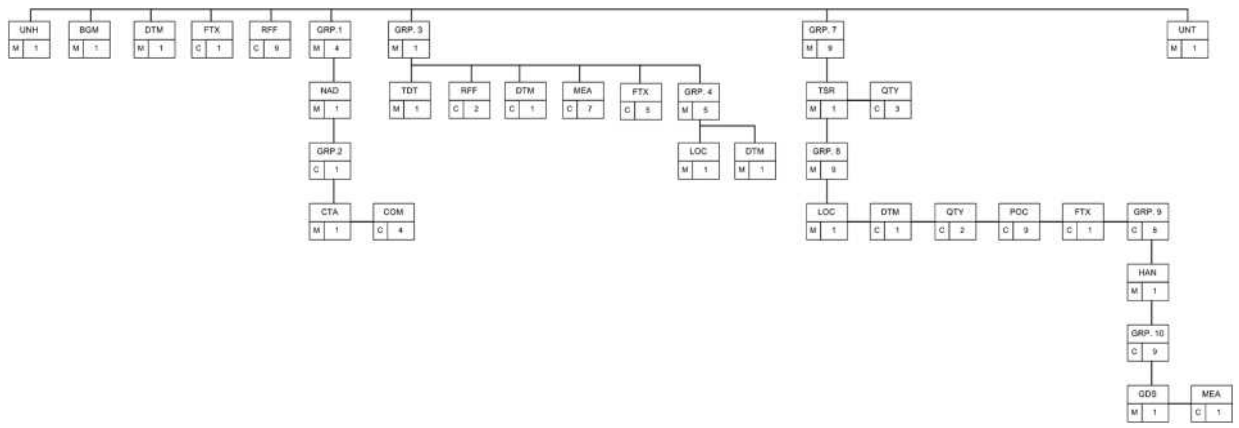 UNH BGM DTM FTX RFF GRP.1 GRP. 3 GRP. 7 UNT
M 1 M 1 M 1 C 1 C 9 M 4 M 1 M 9 M 1
NAD TDT RFF DTM MEA FTX GRP. 4 TSR QTY
M 1 M 1 C 2 C 1 C 7 C 5 M 5 M 1 C 3
GRP.2 LOC DTM GRP. 8
C 1 M 1 M 1 M 9
CTA COM LOC DTM QTY POC FTX GRP. 9
M 1 C 4 M 1 C 1 C 2 C 9 C 1 C 5
HAN
M 1
GRP. 10
C 9
GDS MEA
M 1 C 1